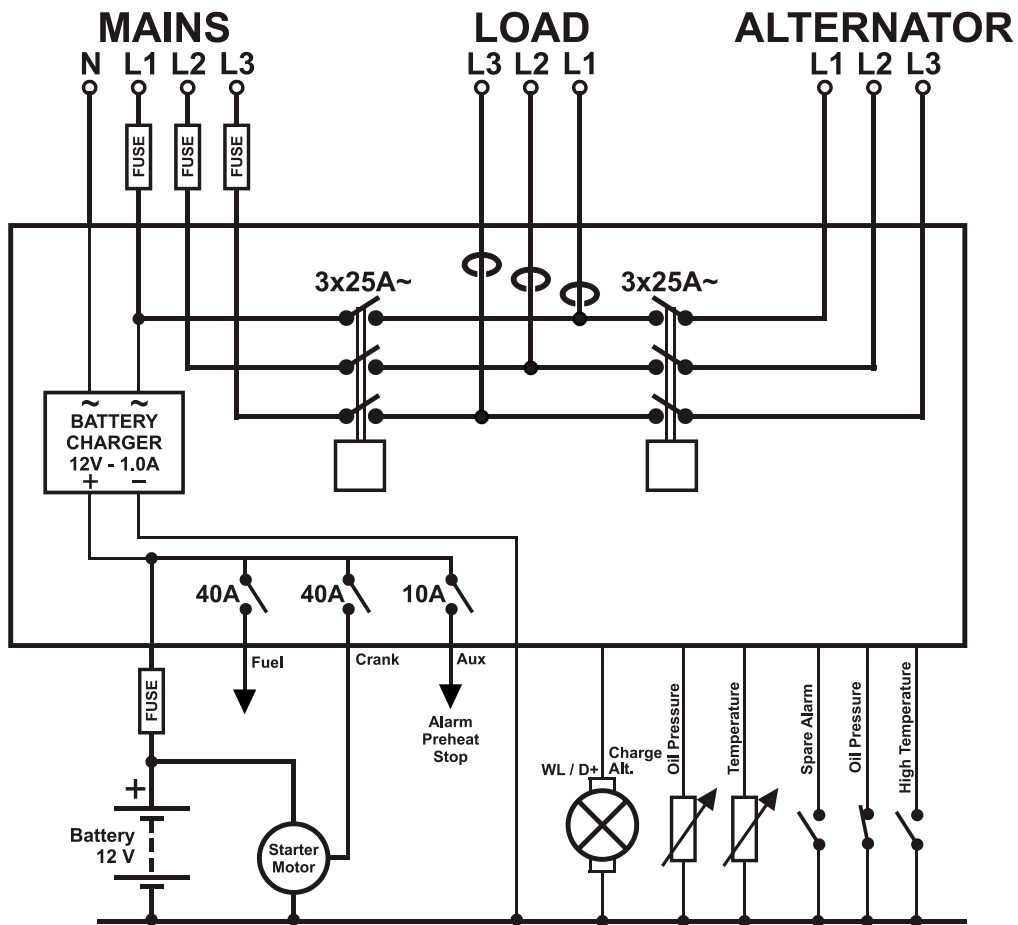 MAINS LOAD ALTERNATOR
N L1 L2 L3 L3 L2 L1 L1 L2 L3
FUSE FUSE FUSE
3x25A~ 3x25A~
~ ~
BATTERY
CHARGER
12V - 1.0A
+ −
40A 40A 10A
Fuel Crank Aux
FUSE
Alarm
Preheat
Stop
Oil Pressure
Temperature
Spare Alarm
Oil Pressure
High Temperature
WL / D+
Charge
Alt.
+
Battery
12 V
Starter
Motor